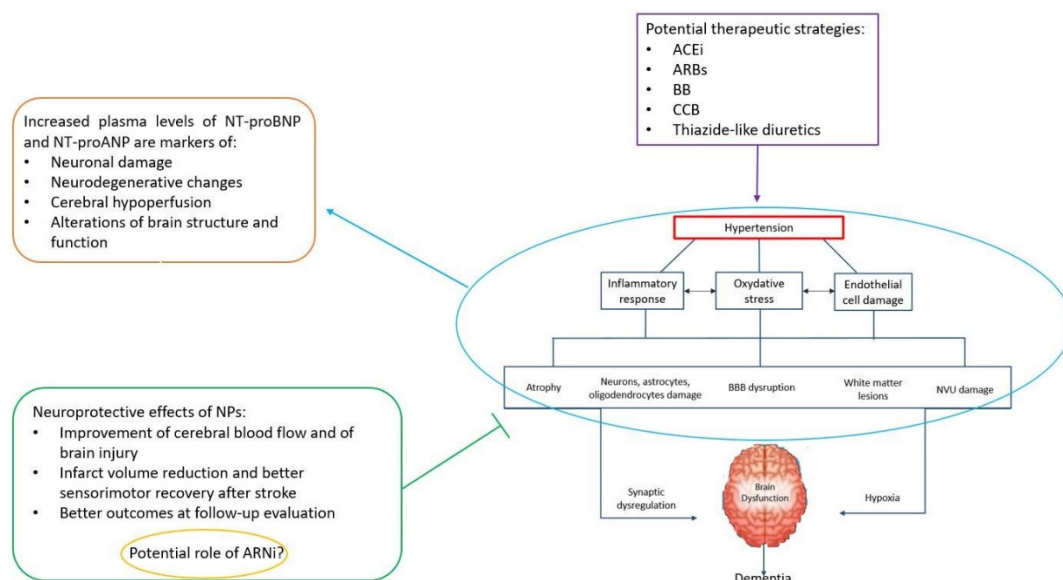 Potential therapeutic strategies:
• ACEi
• ARBs
• BB
• CCB
• Thiazide-like diuretics
Increased plasma levels of NT-proBNP
and NT-proANP are markers of:
• Neuronal damage
• Neurodegenerative changes
• Cerebral hypoperfusion
• Alterations of brain structure and
function
Hypertension
Inflammatory
response
Oxydative
stress
Endothelial
cell damage
Atrophy
Neurons, astrocytes,
oligodendrocytes damage
BBB dysruption
White matter
lesions
NVU damage
Neuroprotective effects of NPs:
• Improvement of cerebral blood flow and of
brain injury
• Infarct volume reduction and better
sensorimotor recovery after stroke
• Better outcomes at follow-up evaluation
Potential role of ARNi?
Synaptic
dysregulation
Brain
Dysfunction
Hypoxia
Dementia